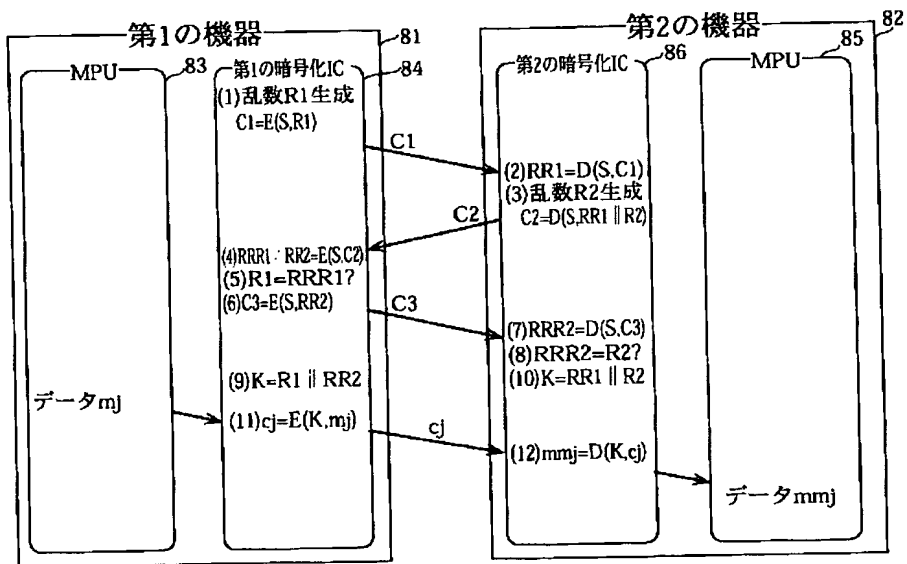 第1の機器
81
MPU
83
第1の暗号化IC
84
(1)乱数R1生成
C1=E(S,R1)
C1
C2
(4)RRR1∥RR2=E(S,C2)
(5)R1=RRR1?
(6)C3=E(S,RR2)
C3
(9)K=R1∥RR2
データmj
(11)cj=E(K,mj)
cj
第2の機器
82
第2の暗号化IC
86
MPU
85
(2)RR1=D(S,C1)
(3)乱数R2生成
C2=D(S,RR1∥R2)
(7)RRR2=D(S,C3)
(8)RRR2=R2?
(10)K=RR1∥R2
(12)mmj=D(K,cj)
データmmj